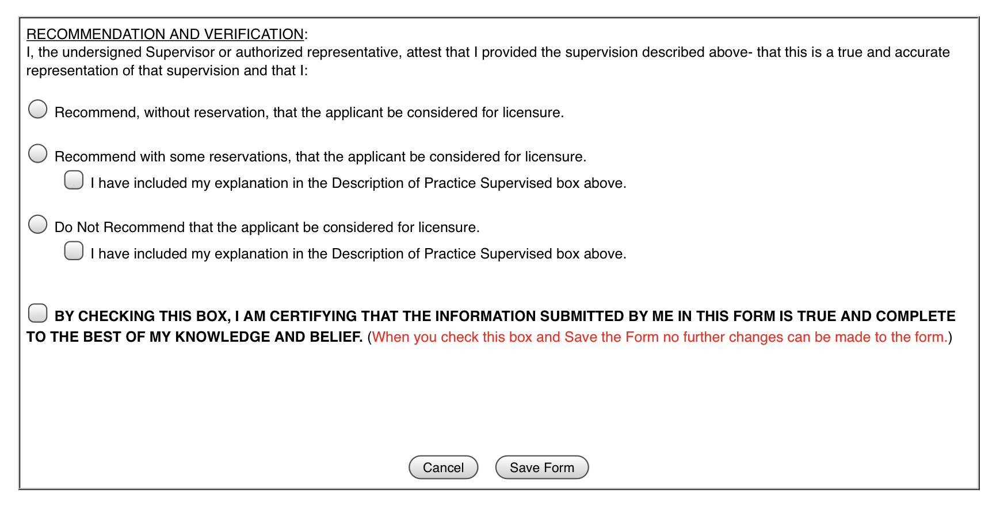 RECOMMENDATION AND VERIFICATION:
I, the undersigned Supervisor or authorized representative, attest that I provided the supervision described above- that this is a true and accurate
representation of that supervision and that I:
Recommend, without reservation, that the applicant be considered for licensure.
Recommend with some reservations, that the applicant be considered for licensure.
I have included my explanation in the Description of Practice Supervised box above.
Do Not Recommend that the applicant be considered for licensure.
I have included my explanation in the Description of Practice Supervised box above.
BY CHECKING THIS BOX, I AM CERTIFYING THAT THE INFORMATION SUBMITTED BY ME IN THIS FORM IS TRUE AND COMPLETE
TO THE BEST OF MY KNOWLEDGE AND BELIEF. (When you check this box and Save the Form no further changes can be made to the form.)
Cancel Save Form